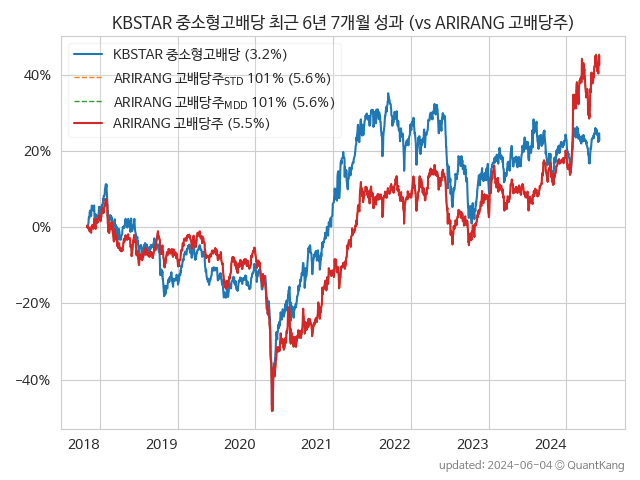 KBSTAR 중소형고배당 최근 6년 7개월 성과 (vs ARIRANG 고배당주)
KBSTAR 중소형고배당 (3.2%)
ARIRANG 고배당주STD 101% (5.6%)
ARIRANG 고배당주MDD 101% (5.6%)
ARIRANG 고배당주 (5.5%)
40%
20%
0%
−20%
−40%
2018 2019 2020 2021 2022 2023 2024
updated: 2024-06-04 © QuantKang